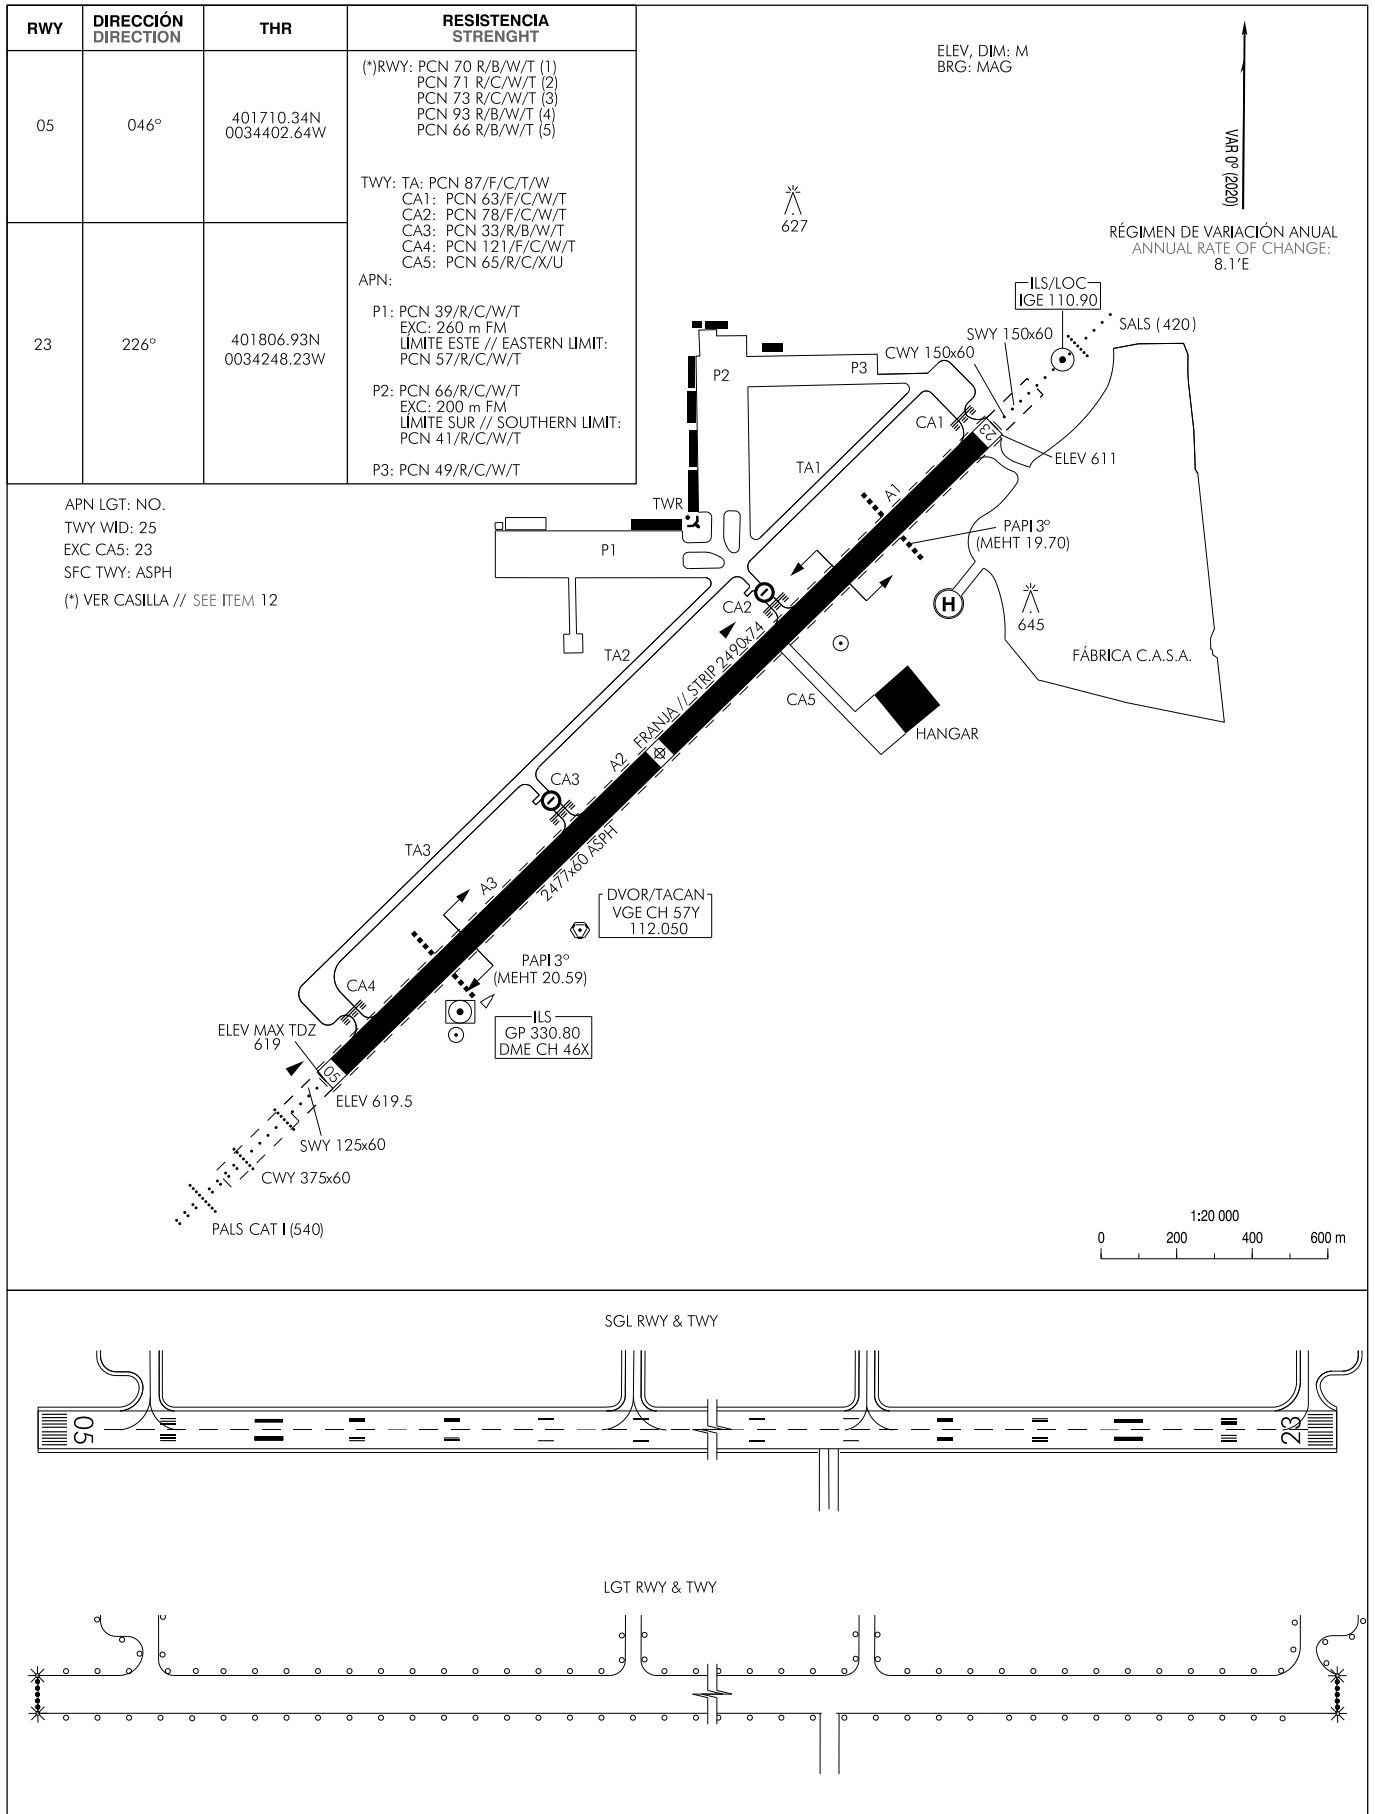 RWY
DIRECCIÓN
DIRECTION
THR
RESISTENCIA
STRENGHT
05
046º
401710.34N
0034402.64W
23
226º
401806.93N
0034248.23W
(*)RWY: PCN 70 R/B/W/T (1)
PCN 71 R/C/W/T (2)
PCN 73 R/C/W/T (3)
PCN 93 R/B/W/T (4)
PCN 66 R/B/W/T (5)
TWY: TA: PCN 87/F/C/T/W
CA1: PCN 63/F/C/W/T
CA2: PCN 78/F/C/W/T
CA3: PCN 33/R/B/W/T
CA4: PCN 121/F/C/W/T
CA5: PCN 65/R/C/X/U
APN:
P1: PCN 39/R/C/W/T
EXC: 260 m FM
LÍMITE ESTE // EASTERN LIMIT:
PCN 57/R/C/W/T
P2: PCN 66/R/C/W/T
EXC: 200 m FM
LÍMITE SUR // SOUTHERN LIMIT:
PCN 41/R/C/W/T
P3: PCN 49/R/C/W/T
APN LGT: NO.
TWY WID: 25
EXC CA5: 23
SFC TWY: ASPH
(*) VER CASILLA // SEE ITEM 12
ELEV, DIM: M
BRG: MAG
VAR 0º (2020)
RÉGIMEN DE VARIACIÓN ANUAL
ANNUAL RATE OF CHANGE:
8.1'E
627
ILS/LOC
IGE 110.90
SALS (420)
SWY 150x60
CWY 150x60
P2
P3
CA1
23
ELEV 611
TA1
A1
TWR
P1
PAPI 3º
(MEHT 19.70)
H
645
FÁBRICA C.A.S.A.
CA2
TA2
FRANJA // STRIP 2490x74
CA5
HANGAR
A2
CA3
TA3
2477x60 ASPH
A3
DVOR/TACAN
VGE CH 57Y
112.050
PAPI 3º
(MEHT 20.59)
CA4
ILS
GP 330.80
DME CH 46X
ELEV MAX TDZ
619
05
ELEV 619.5
SWY 125x60
CWY 375x60
PALS CAT I (540)
1:20 000
0 200 400 600 m
SGL RWY & TWY
05
23
LGT RWY & TWY